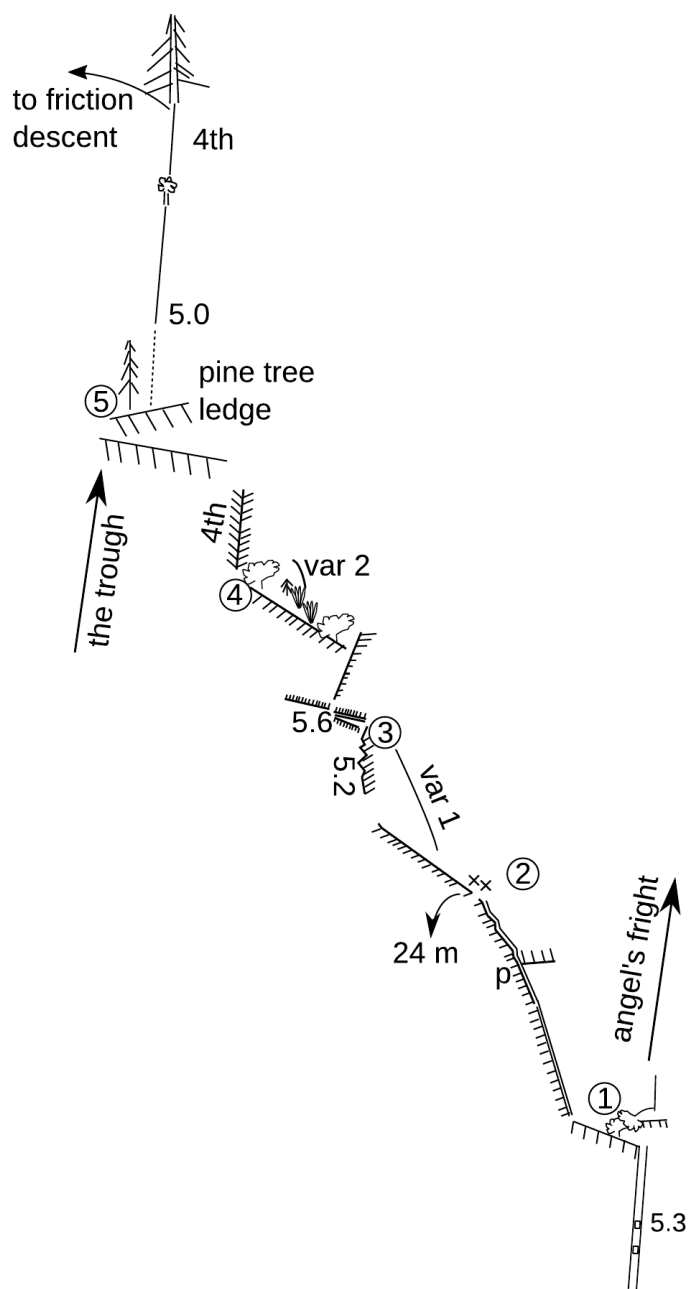 to friction
descent
4th
5.0
pine tree
ledge
5
the trough
4th
var 2
4
5.6
3
5.2
var 1
2
24 m
p
angel's fright
1
5.3